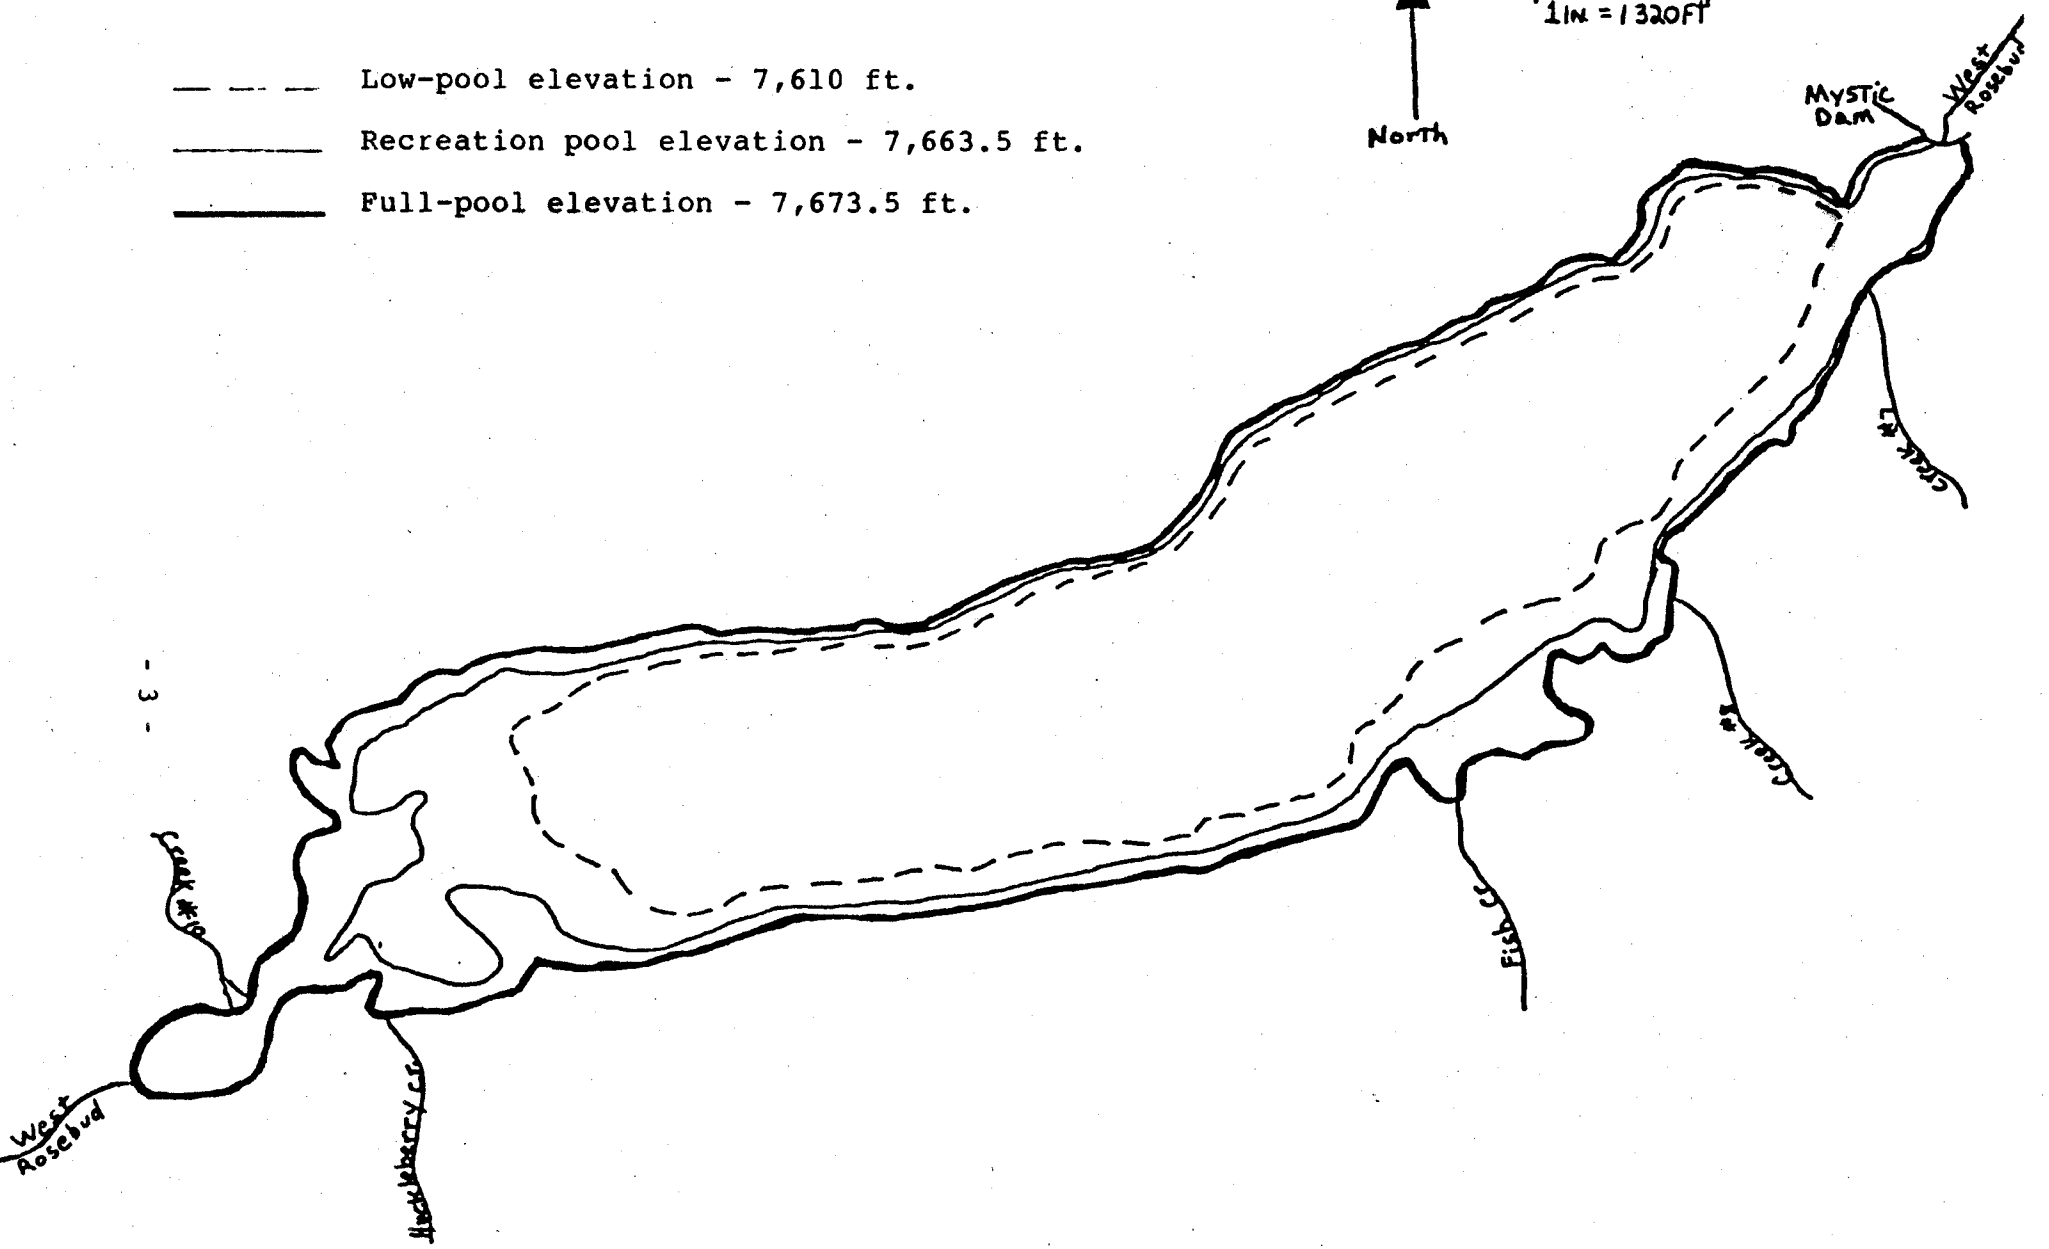 1IN = 1320FT
Low-pool elevation - 7,610 ft.
Recreation pool elevation - 7,663.5 ft.
Full-pool elevation - 7,673.5 ft.
North
Mystic
Dam
West
Rosebud
Creek #7
- 3 -
Creek #8
Creek #10
Fish Cr
West
Rosebud
Huckleberry Cr.